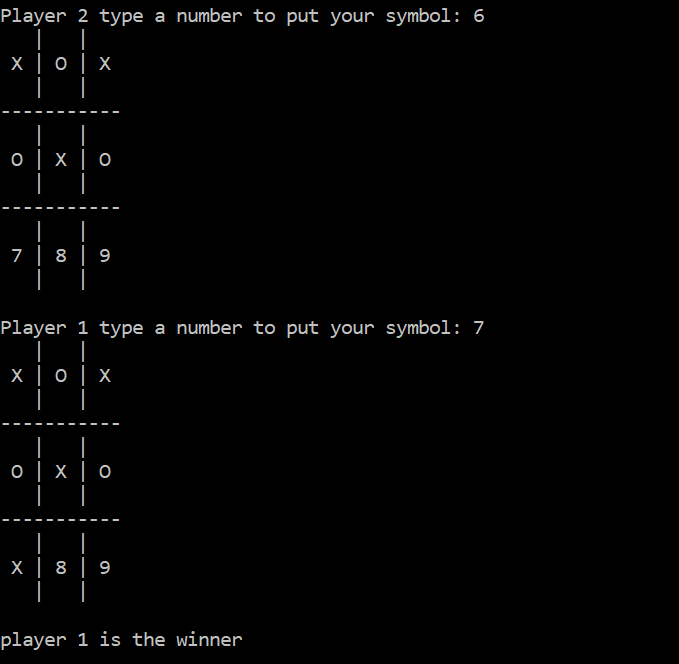 Player 2 type a number to put your symbol: 6
   |   |
 X | O | X
   |   |
-----------
   |   |
 O | X | O
   |   |
-----------
   |   |
 7 | 8 | 9
   |   |

Player 1 type a number to put your symbol: 7
   |   |
 X | O | X
   |   |
-----------
   |   |
 O | X | O
   |   |
-----------
   |   |
 X | 8 | 9
   |   |

player 1 is the winner